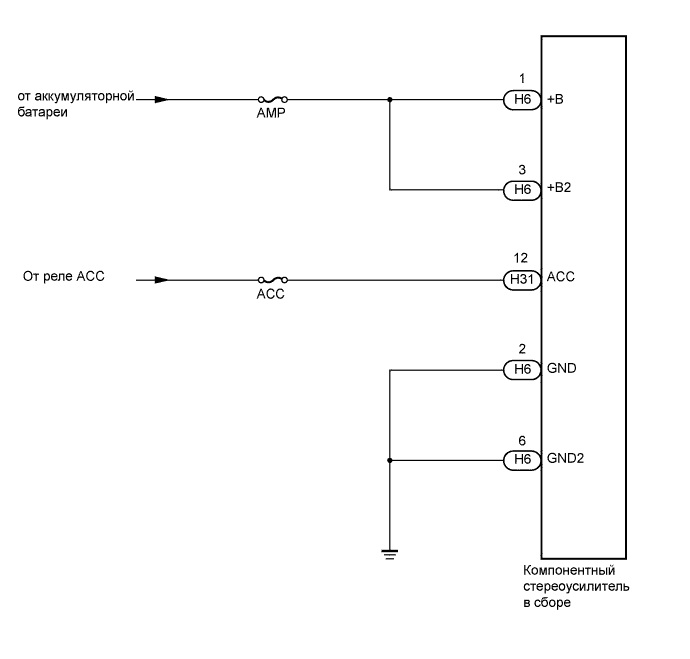 от аккумуляторной
батареи
AMP
1
H6
+B
3
H6
+B2
От реле ACC
ACC
12
H31
ACC
2
H6
GND
6
H6
GND2
Компонентный
стереоусилитель
в сборе